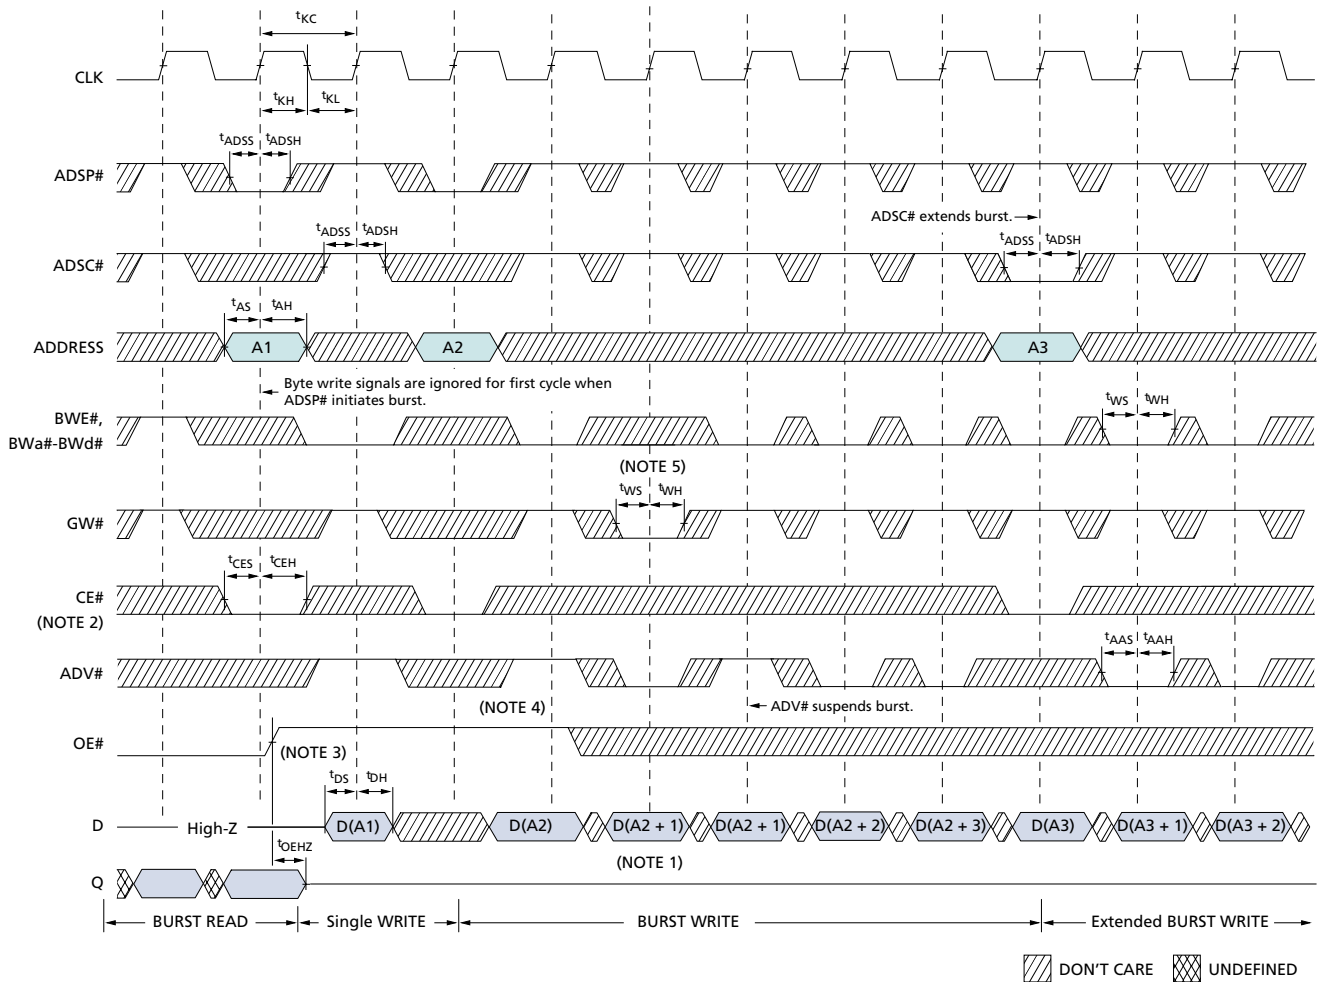 tKC
CLK
tKH
tKL
tADSS
tADSH
ADSP#
ADSC# extends burst.
tADSS
tADSH
tADSS
tADSH
ADSC#
tAS
tAH
ADDRESS
A1
A2
A3
Byte write signals are ignored for first cycle when
ADSP# initiates burst.
BWE#,
BWa#-BWd#
tWS
tWH
(NOTE 5)
tWS
tWH
GW#
tCES
tCEH
CE#
(NOTE 2)
tAAS
tAAH
ADV#
(NOTE 4)
ADV# suspends burst.
OE#
(NOTE 3)
tDS
tDH
D
High-Z
D(A1)
D(A2)
D(A2 + 1)
D(A2 + 1)
D(A2 + 2)
D(A2 + 3)
D(A3)
D(A3 + 1)
D(A3 + 2)
tOEHZ
(NOTE 1)
Q
BURST READ
Single WRITE
BURST WRITE
Extended BURST WRITE
DON'T CARE
UNDEFINED